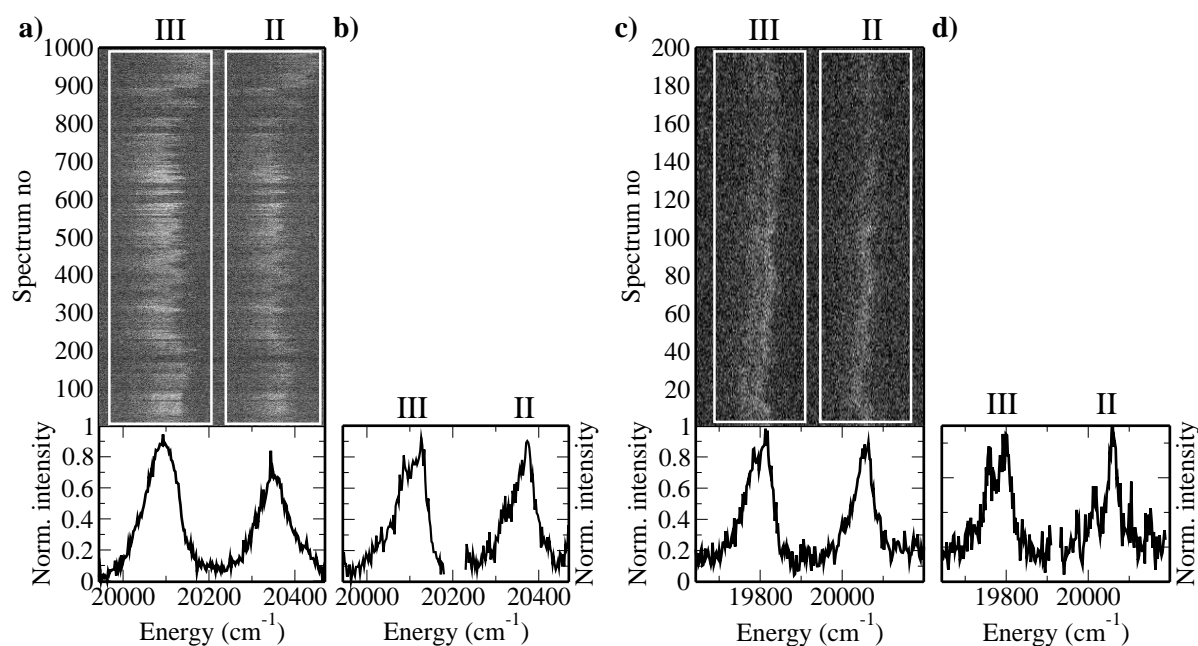 a) III II b)
1000
900
800
700
600
500
400
300
200
100
1
Spectrum no
III II
1
0.8
0.6
0.4
0.2
0
Norm. intensity
20000 20200 20400
Energy (cm-1)
20000 20200 20400
Energy (cm-1)
Norm. intensity
c) III II d)
200
180
160
140
120
100
80
60
40
20
1
Spectrum no
III II
1
0.8
0.6
0.4
0.2
0
Norm. intensity
19800 20000
Energy (cm-1)
19800 20000
Energy (cm-1)
Norm. intensity